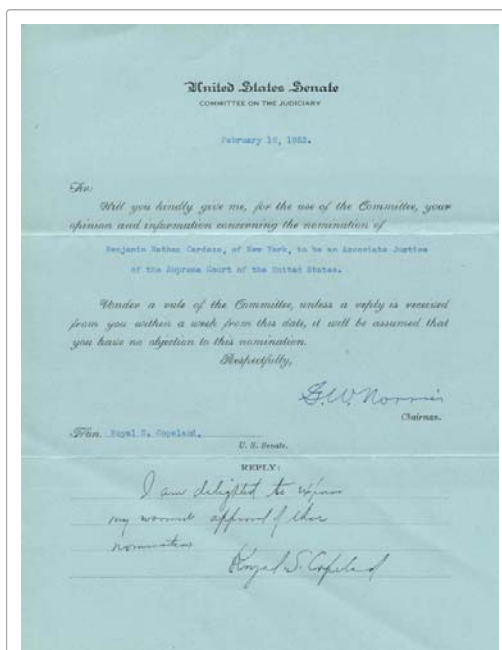 United States Senate
COMMITTEE ON THE JUDICIARY
February 16, 1932.
Sir:
Will you kindly give me, for the use of the Committee, your
opinion and information concerning the nomination of
Benjamin Nathan Cardozo, of New York, to be an Associate Justice
of the Supreme Court of the United States.
Under a rule of the Committee, unless a reply is received
from you within a week from this date, it will be assumed that
you have no objection to this nomination.
Respectfully,
G.W. Norris
Chairman.
Hon. Royal S. Copeland,
U. S. Senate.
REPLY:
I am delighted to express
my warmest approval of this
nomination
Royal S. Copeland